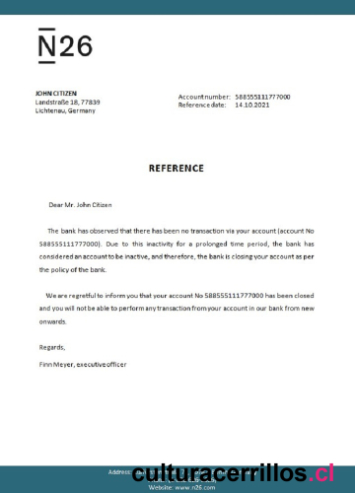 N26
JOHN CITIZEN
Landstraße 18, 77839
Lichtenau, Germany
Account number: 588555111777000
Reference date: 14.10.2021
REFERENCE
Dear Mr. John Citizen
The bank has observed that there has been no transaction via your account (account No
588555111777000). Due to this inactivity for a prolonged time period, the bank has
considered an account to be inactive, and therefore, the bank is closing your account as per
the policy of the bank.
We are regretful to inform you that your account No 588555111777000 has been closed
and you will not be able to perform any transaction from your account in our bank from new
onwards.
Regards,
Finn Meyer, executive officer
Address:
culturacerrillos.cl
Website: www.n26.com